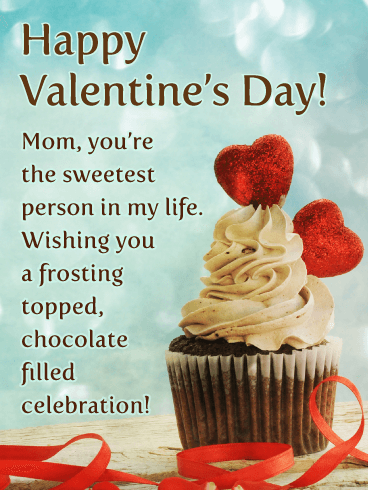 Happy
Valentine's Day!
Mom, you're
the sweetest
person in my life.
Wishing you
a frosting
topped,
chocolate
filled
celebration!